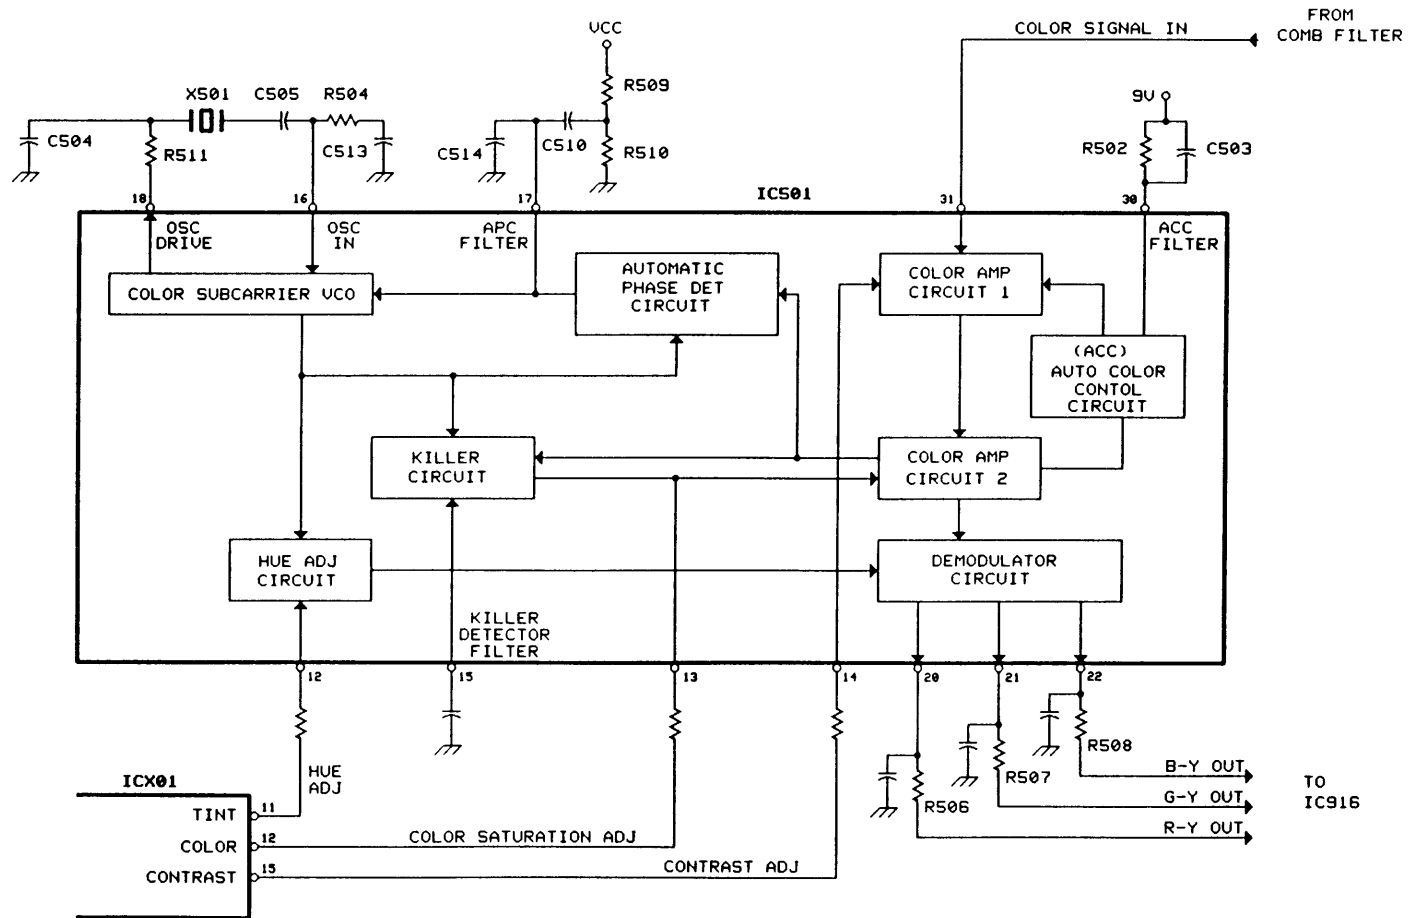 FROM
COMB FILTER
COLOR SIGNAL IN
VCC
R509
X501
C505
R504
9V
C504
R511
C513
C514
C510
R510
R502
C503
18
16
17
IC501
31
30
OSC
DRIVE
OSC
IN
APC
FILTER
ACC
FILTER
COLOR SUBCARRIER VCO
AUTOMATIC
PHASE DET
CIRCUIT
COLOR AMP
CIRCUIT 1
(ACC)
AUTO COLOR
CONTOL
CIRCUIT
KILLER
CIRCUIT
COLOR AMP
CIRCUIT 2
HUE ADJ
CIRCUIT
DEMODULATOR
CIRCUIT
KILLER
DETECTOR
FILTER
12
15
13
14
20
21
22
R508
R507
R506
HUE
ADJ
B-Y OUT
G-Y OUT
R-Y OUT
TO
IC916
ICX01
TINT
11
COLOR
12
COLOR SATURATION ADJ
CONTRAST
15
CONTRAST ADJ